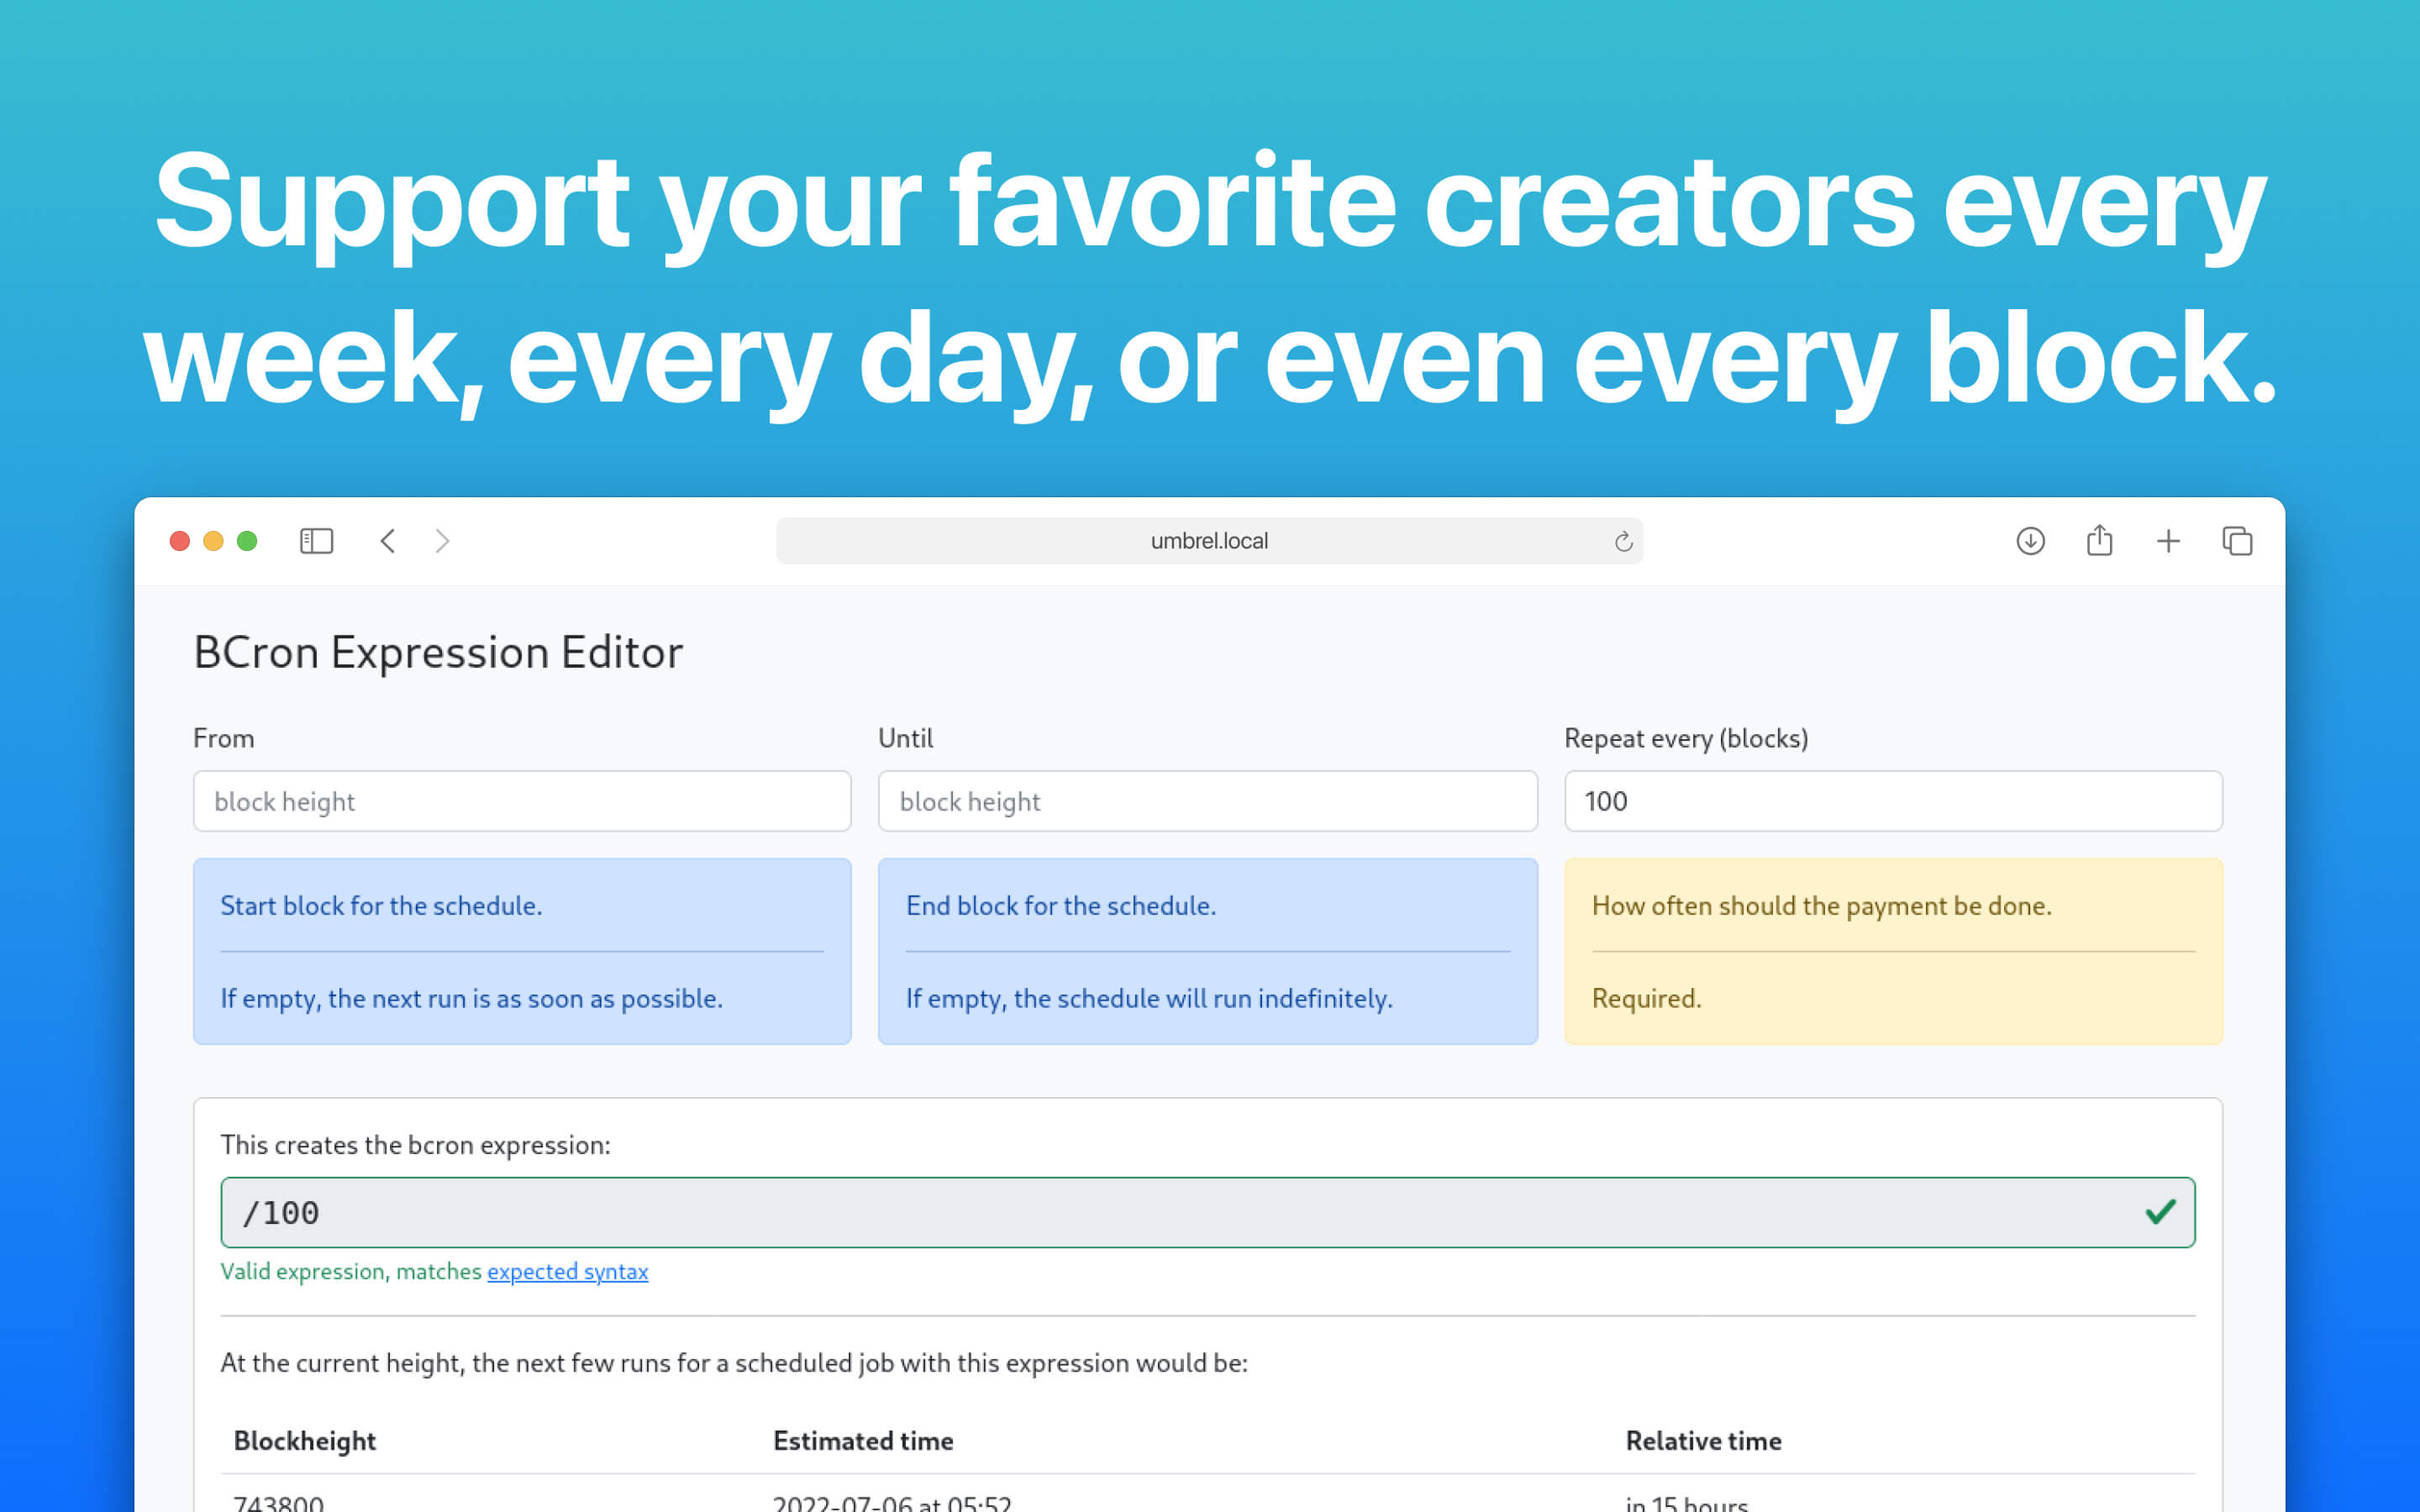 Support your favorite creators every
week, every day, or even every block.
umbrel.local
BCron Expression Editor
From
Until
Repeat every (blocks)
block height
block height
100
Start block for the schedule.
If empty, the next run is as soon as possible.
End block for the schedule.
If empty, the schedule will run indefinitely.
How often should the payment be done.
Required.
This creates the bcron expression:
/100
Valid expression, matches expected syntax
At the current height, the next few runs for a scheduled job with this expression would be:
Blockheight
Estimated time
Relative time
743800
2022-07-06 at 05:52
in 15 hours